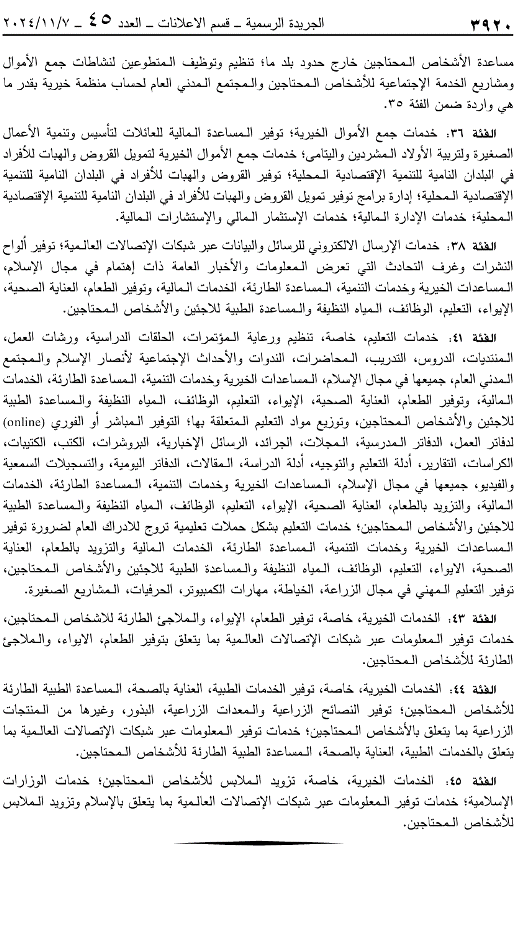 ٣٩٢٠ الجريدة الرسمية ــ قسم الاعلانات ــ العدد ٤٥ ــ ٢٠٢٤/١١/٧
مساعدة الأشخاص المحتاجين خارج حدود بلد ما؛ تنظيم وتوظيف المتطوعين لنشاطات جمع الأموال
ومشاريع الخدمة الإجتماعية للأشخاص المحتاجين والمجتمع المدني العام لحساب منظمة خيرية بقدر ما
هي واردة ضمن الفئة ٣٥.
الفئة ٣٦: خدمات جمع الأموال الخيرية؛ توفير المساعدة المالية للعائلات لتأسيس وتنمية الأعمال
الصغيرة ولتربية الأولاد المشردين واليتامى؛ خدمات جمع الأموال الخيرية لتمويل القروض والهبات للأفراد
في البلدان النامية للتنمية الإقتصادية المحلية؛ توفير القروض والهبات للأفراد في البلدان النامية للتنمية
الإقتصادية المحلية؛ إدارة برامج توفير تمويل القروض والهبات للأفراد في البلدان النامية للتنمية الإقتصادية
المحلية؛ خدمات الإدارة المالية؛ خدمات الإستثمار المالي والإستشارات المالية.
الفئة ٣٨: خدمات الإرسال الالكتروني للرسائل والبيانات عبر شبكات الإتصالات العالمية؛ توفير ألواح
النشرات وغرف التحادث التي تعرض المعلومات والأخبار العامة ذات إهتمام في مجال الإسلام،
المساعدات الخيرية وخدمات التنمية، المساعدة الطارئة، الخدمات المالية، وتوفير الطعام، العناية الصحية،
الإيواء، التعليم، الوظائف، المياه النظيفة والمساعدة الطبية للاجئين والأشخاص المحتاجين.
الفئة ٤١: خدمات التعليم، خاصة، تنظيم ورعاية المؤتمرات، الحلقات الدراسية، ورشات العمل،
المنتديات، الدروس، التدريب، المحاضرات، الندوات والأحداث الإجتماعية لأنصار الإسلام والمجتمع
المدني العام، جميعها في مجال الإسلام، المساعدات الخيرية وخدمات التنمية، المساعدة الطارئة، الخدمات
المالية، وتوفير الطعام، العناية الصحية، الإيواء، التعليم، الوظائف، المياه النظيفة والمساعدة الطبية
للاجئين والأشخاص المحتاجين، وتوزيع مواد التعليم المتعلقة بها؛ التوفير المباشر أو الفوري (online)
لدفاتر العمل، الدفاتر المدرسية، المجلات، الجرائد، الرسائل الإخبارية، البروشرات، الكتب، الكتيبات،
الكراسات، التقارير، أدلة التعليم والتوجيه، أدلة الدراسة، المقالات، الدفاتر اليومية، والتسجيلات السمعية
والفيديو، جميعها في مجال الإسلام، المساعدات الخيرية وخدمات التنمية، المساعدة الطارئة، الخدمات
المالية، والتزويد بالطعام، العناية الصحية، الإيواء، التعليم، الوظائف، المياه النظيفة والمساعدة الطبية
للاجئين والأشخاص المحتاجين؛ خدمات التعليم بشكل حملات تعليمية تروج للادراك العام لضرورة توفير
المساعدات الخيرية وخدمات التنمية، المساعدة الطارئة، الخدمات المالية والتزويد بالطعام، العناية
الصحية، الايواء، التعليم، الوظائف، المياه النظيفة والمساعدة الطبية للاجئين والأشخاص المحتاجين،
توفير التعليم المهني في مجال الزراعة، الخياطة، مهارات الكمبيوتر، الحرفيات، المشاريع الصغيرة.
الفئة ٤٣: الخدمات الخيرية، خاصة، توفير الطعام، الإيواء، والملاجئ الطارئة للاشخاص المحتاجين،
خدمات توفير المعلومات عبر شبكات الإتصالات العالمية بما يتعلق بتوفير الطعام، الايواء، والملاجئ
الطارئة للأشخاص المحتاجين.
الفئة ٤٤: الخدمات الخيرية، خاصة، توفير الخدمات الطبية، العناية بالصحة، المساعدة الطبية الطارئة
للأشخاص المحتاجين؛ توفير النصائح الزراعية والمعدات الزراعية، البذور، وغيرها من المنتجات
الزراعية بما يتعلق بالأشخاص المحتاجين؛ خدمات توفير المعلومات عبر شبكات الإتصالات العالمية بما
يتعلق بالخدمات الطبية، العناية بالصحة، المساعدة الطبية الطارئة للأشخاص المحتاجين.
الفئة ٤٥: الخدمات الخيرية، خاصة، تزويد الملابس للأشخاص المحتاجين؛ خدمات الوزارات
الإسلامية؛ خدمات توفير المعلومات عبر شبكات الإتصالات العالمية بما يتعلق بالإسلام وتزويد الملابس
للأشخاص المحتاجين.